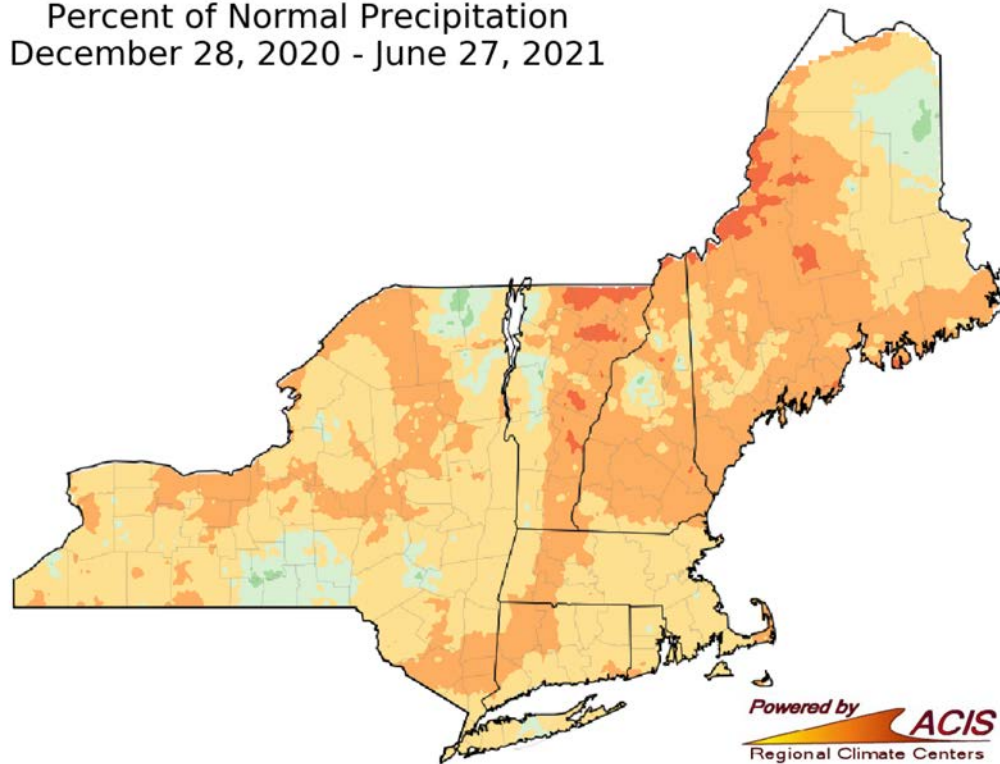 Percent of Normal Precipitation
December 28, 2020 - June 27, 2021
Powered by
ACIS
Regional Climate Centers